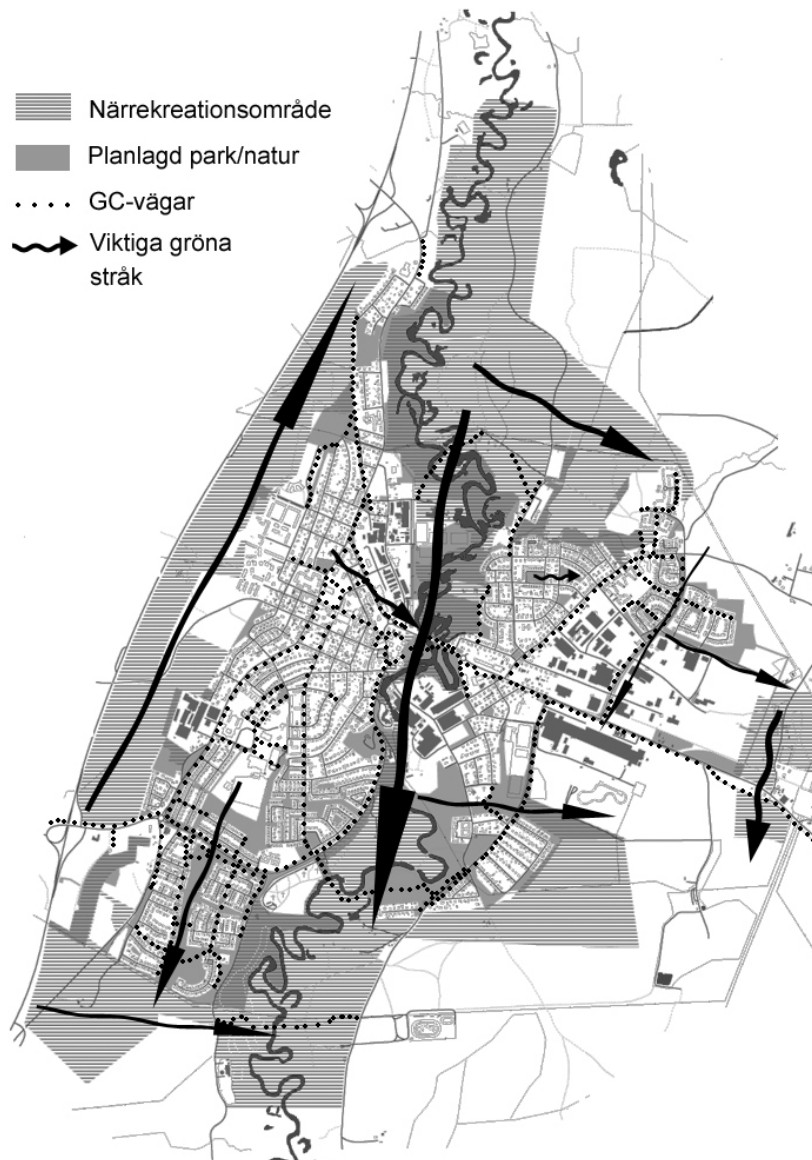 Närrekreationsområde
Planlagd park/natur
GC-vägar
Viktiga gröna
stråk